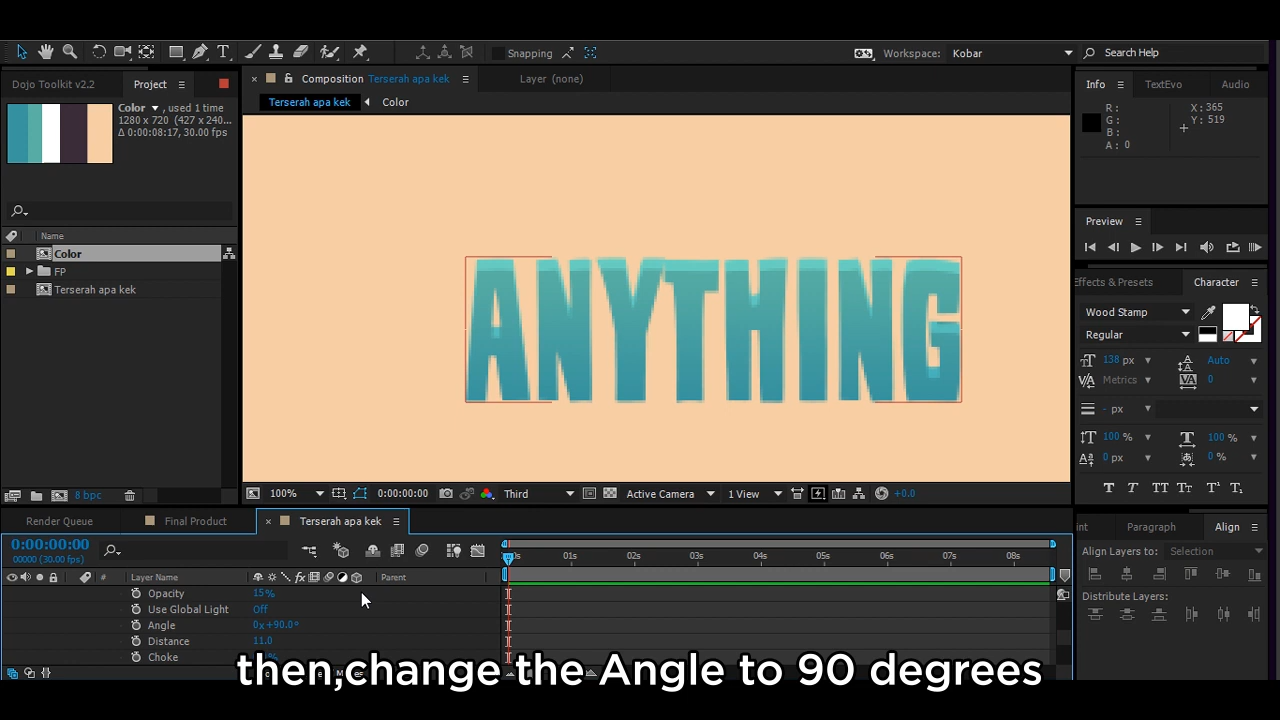 Snapping
Workspace: Kobar
Search Help
Dojo Toolkit v2.2
Project
Composition Terserah apa kek
Layer (none)
Info
TextEvo
Audio
Terserah apa kek
Color
Color, used 1 time
1280 x 720 (427 x 240...
Δ 0:00:08:17, 30.00 fps
R:
G:
B:
A: 0
X: 365
Y: 519
Name
Color
FP
Terserah apa kek
ANYTHING
Preview
Effects & Presets
Character
Wood Stamp
Regular
138 px
Auto
Metrics
0
- px
100 %
100 %
0 px
0 %
8 bpc
100%
0:00:00:00
Third
Active Camera
1 View
+0.0
Render Queue
Final Product
Terserah apa kek
Paragraph
Align
0:00:00:00
00000 (30.00 fps)
01s
02s
03s
04s
05s
06s
07s
08s
Align Layers to:
Selection
Distribute Layers:
# Layer Name
Parent
Opacity
15%
Use Global Light
Off
Angle
0x+90.0°
Distance
11.0
Choke
then,change the Angle to 90 degrees